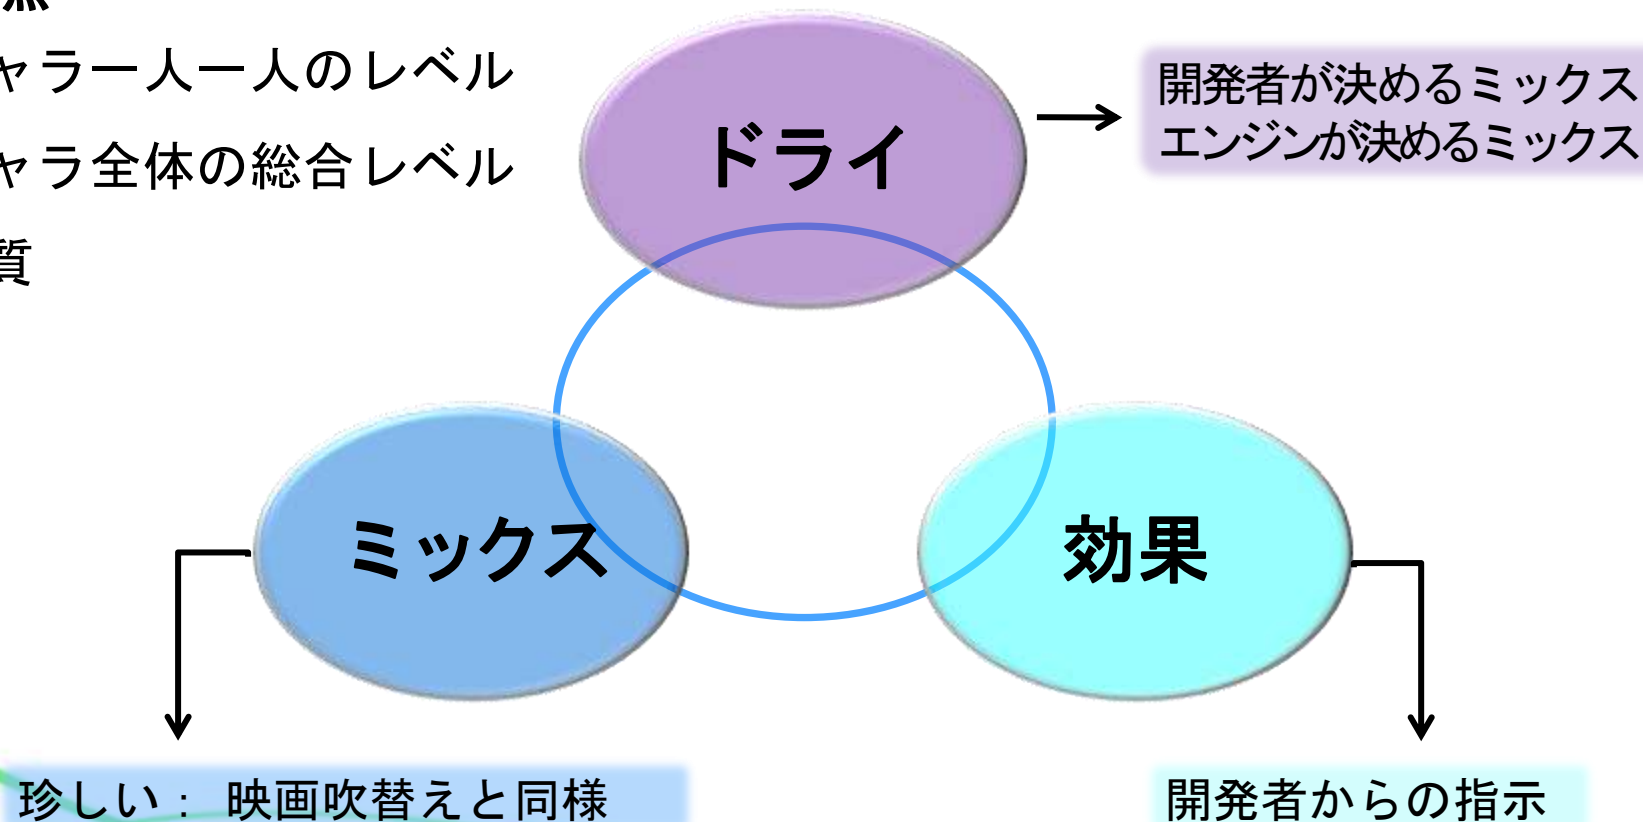 ャラ一人一人のレベル
ャラ全体の総合レベル
質
ドライ
開発者が決めるミックス
エンジンが決めるミックス
ミックス
効果
珍しい： 映画吹替えと同様
開発者からの指示